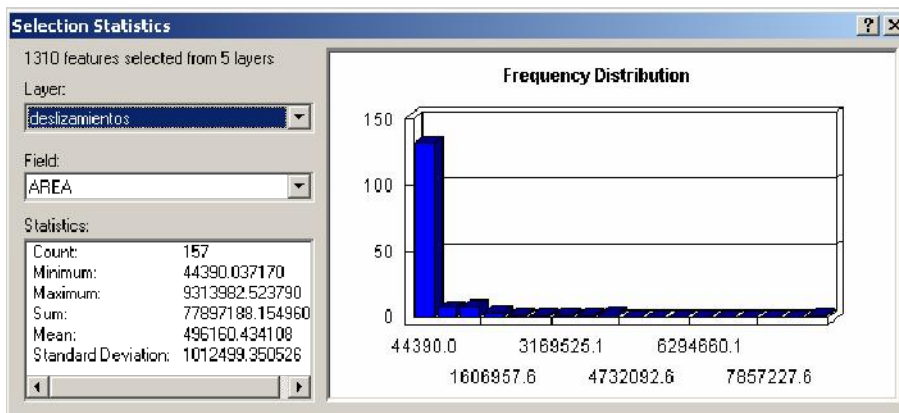 Selection Statistics
1310 features selected from 5 layers
Layer:
deslizamientos
Field:
AREA
Statistics:
Count: 157
Minimum: 44390.037170
Maximum: 9313982.523790
Sum: 77897188.154960
Mean: 496160.434108
Standard Deviation: 1012499.350526
Frequency Distribution
150
100
50
0
44390.0 3169525.1 6294660.1
1606957.6 4732092.6 7857227.6